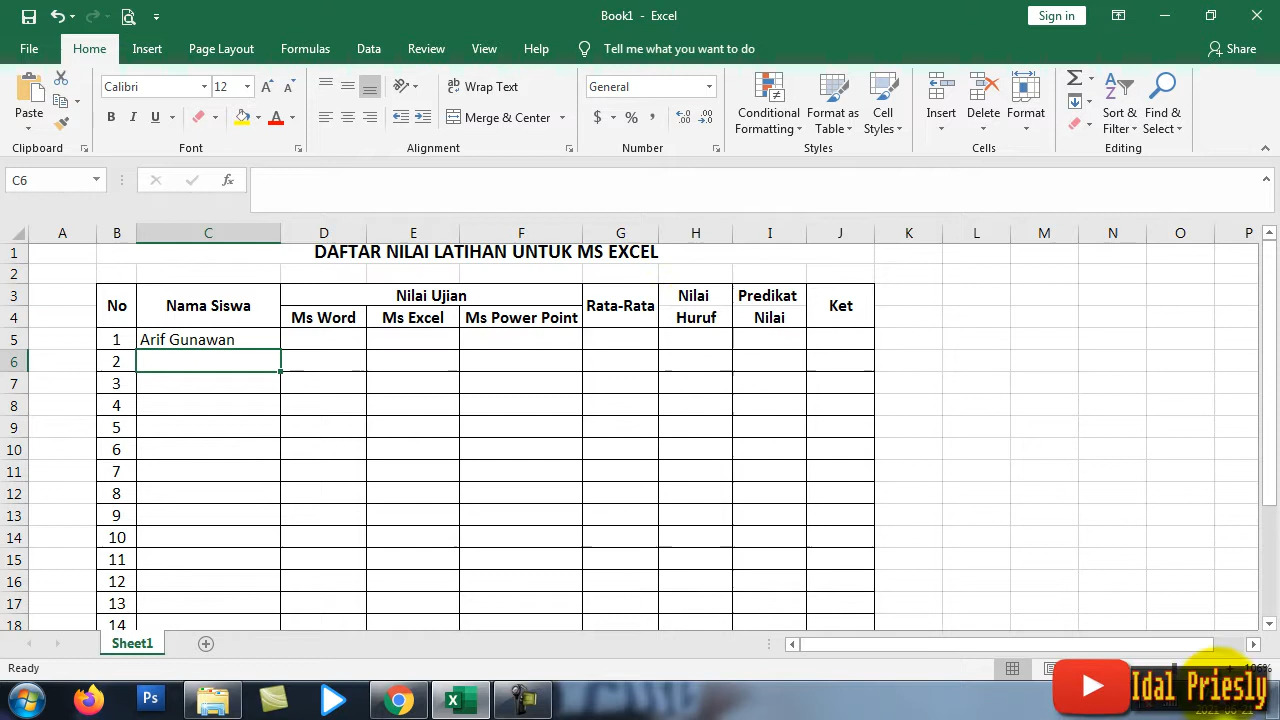 Book1 - Excel
Sign in
File Home Insert Page Layout Formulas Data Review View Help Tell me what you want to do Share
Paste
Clipboard
Calibri 12
B I U
Font
Wrap Text
Merge & Center
Alignment
General
$ % ,
Number
Conditional Formatting
Format as Table
Cell Styles
Styles
Insert
Delete
Format
Cells
Sort & Filter
Find & Select
Editing
C6
fx
A B C D E F G H I J K L M N O P
1 DAFTAR NILAI LATIHAN UNTUK MS EXCEL
2
3 No Nama Siswa Nilai Ujian Rata-Rata Nilai Huruf Predikat Nilai Ket
4 Ms Word Ms Excel Ms Power Point
5 1 Arif Gunawan
6 2
7 3
8 4
9 5
10 6
11 7
12 8
13 9
14 10
15 11
16 12
17 13
18 14
Sheet1
Ready
106%
Ps
Idal Priesly
2021-06-21